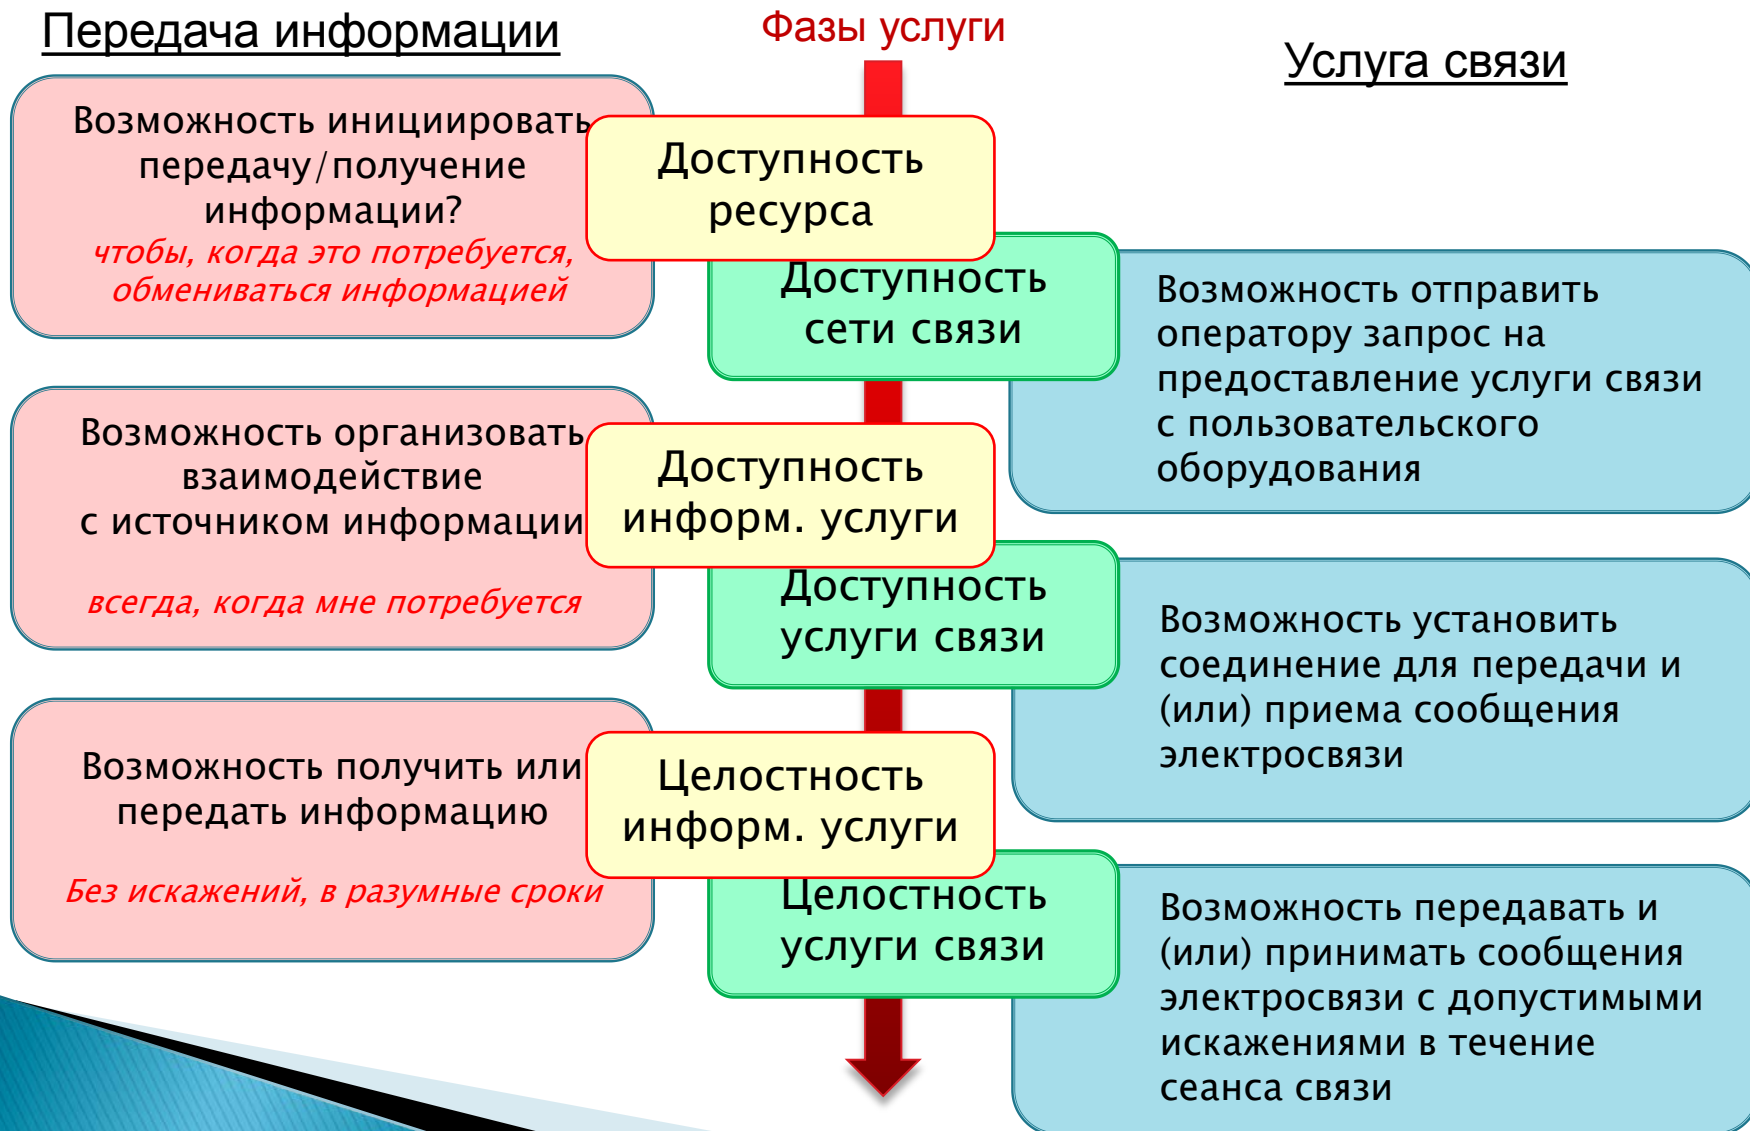 Передача информации
Фазы услуги
Услуга связи
Возможность инициировать
передачу/получение
информации?
чтобы, когда это потребуется,
обмениваться информацией
Доступность
ресурса
Доступность
сети связи
Возможность отправить
оператору запрос на
предоставление услуги связи
с пользовательского
оборудования
Возможность организовать
взаимодействие
с источником информации
всегда, когда мне потребуется
Доступность
информ. услуги
Доступность
услуги связи
Возможность установить
соединение для передачи и
(или) приема сообщения
электросвязи
Возможность получить или
передать информацию
Без искажений, в разумные сроки
Целостность
информ. услуги
Целостность
услуги связи
Возможность передавать и
(или) принимать сообщения
электросвязи с допустимыми
искажениями в течение
сеанса связи